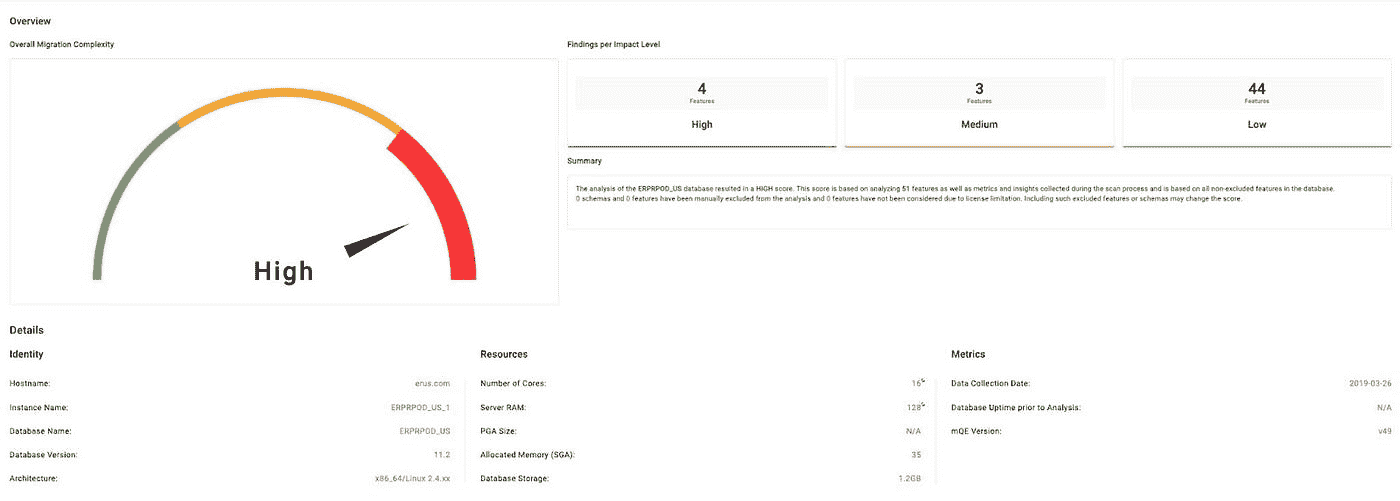 Overview
Overall Migration Complexity
High
Findings per Impact Level
4
Features
High
3
Features
Medium
44
Features
Low
Summary
The analysis of the ERPRPOD_US database resulted in a HIGH score. This score is based on analyzing 51 features as well as metrics and insights collected during the scan process and is based on all non-excluded features in the database.
0 schemas and 0 features have been manually excluded from the analysis and 0 features have not been considered due to license limitation. Including such excluded features or schemas may change the score.
Details
Identity
Hostname: erus.com
Instance Name: ERPRPOD_US_1
Database Name: ERPRPOD_US
Database Version: 11.2
Architecture: x86_64/Linux 2.4.xx
Resources
Number of Cores: 16
Server RAM: 128
PGA Size: N/A
Allocated Memory (SGA): 35
Database Storage: 1.2GB
Metrics
Data Collection Date: 2019-03-26
Database Uptime prior to Analysis: N/A
mQE Version: v49